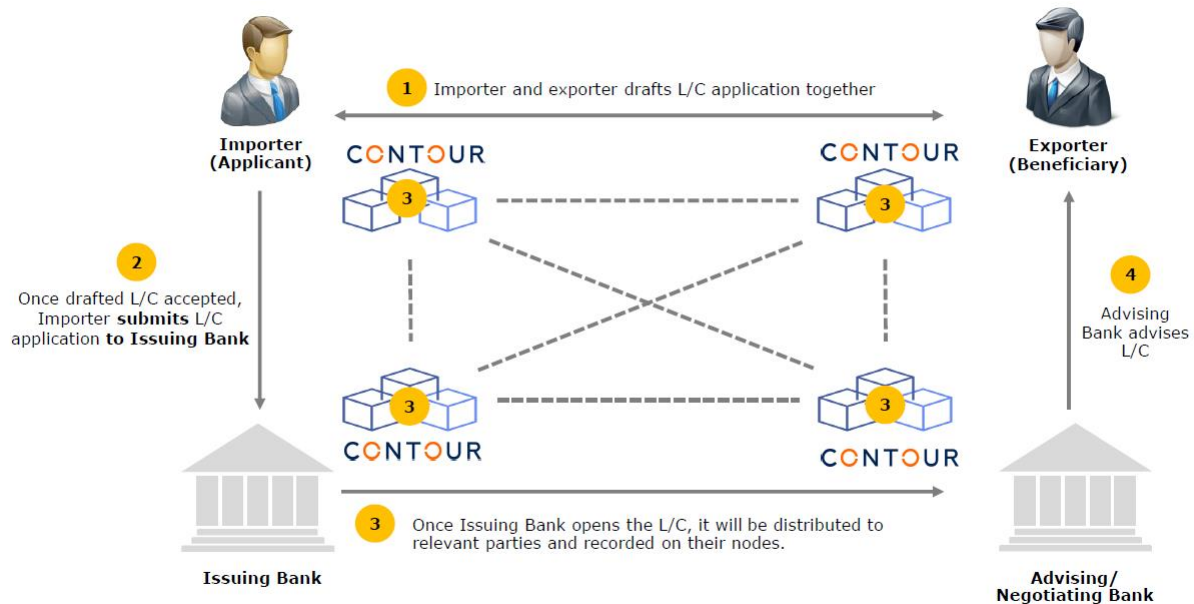 1 Importer and exporter drafts L/C application together
Importer
(Applicant)
Exporter
(Beneficiary)
CONTOUR
3
CONTOUR
3
2
Once drafted L/C accepted,
Importer submits L/C
application to Issuing Bank
4
Advising
Bank advises
L/C
3
CONTOUR
3
CONTOUR
3 Once Issuing Bank opens the L/C, it will be distributed to
relevant parties and recorded on their nodes.
Issuing Bank
Advising/
Negotiating Bank